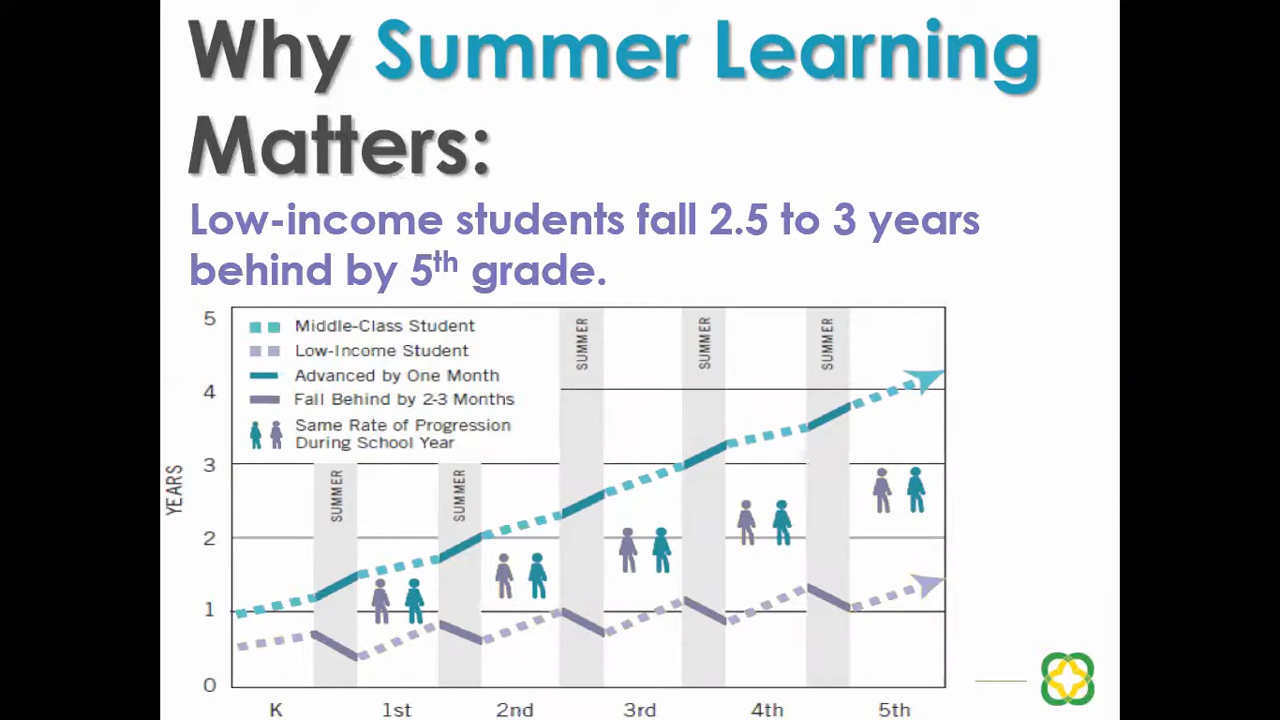 Why Summer Learning
Matters:
Low-income students fall 2.5 to 3 years
behind by 5th grade.
5
4
3
2
1
0
YEARS
Middle-Class Student
Low-Income Student
Advanced by One Month
Fall Behind by 2-3 Months
Same Rate of Progression
During School Year
SUMMER
SUMMER
SUMMER
SUMMER
SUMMER
K 1st 2nd 3rd 4th 5th